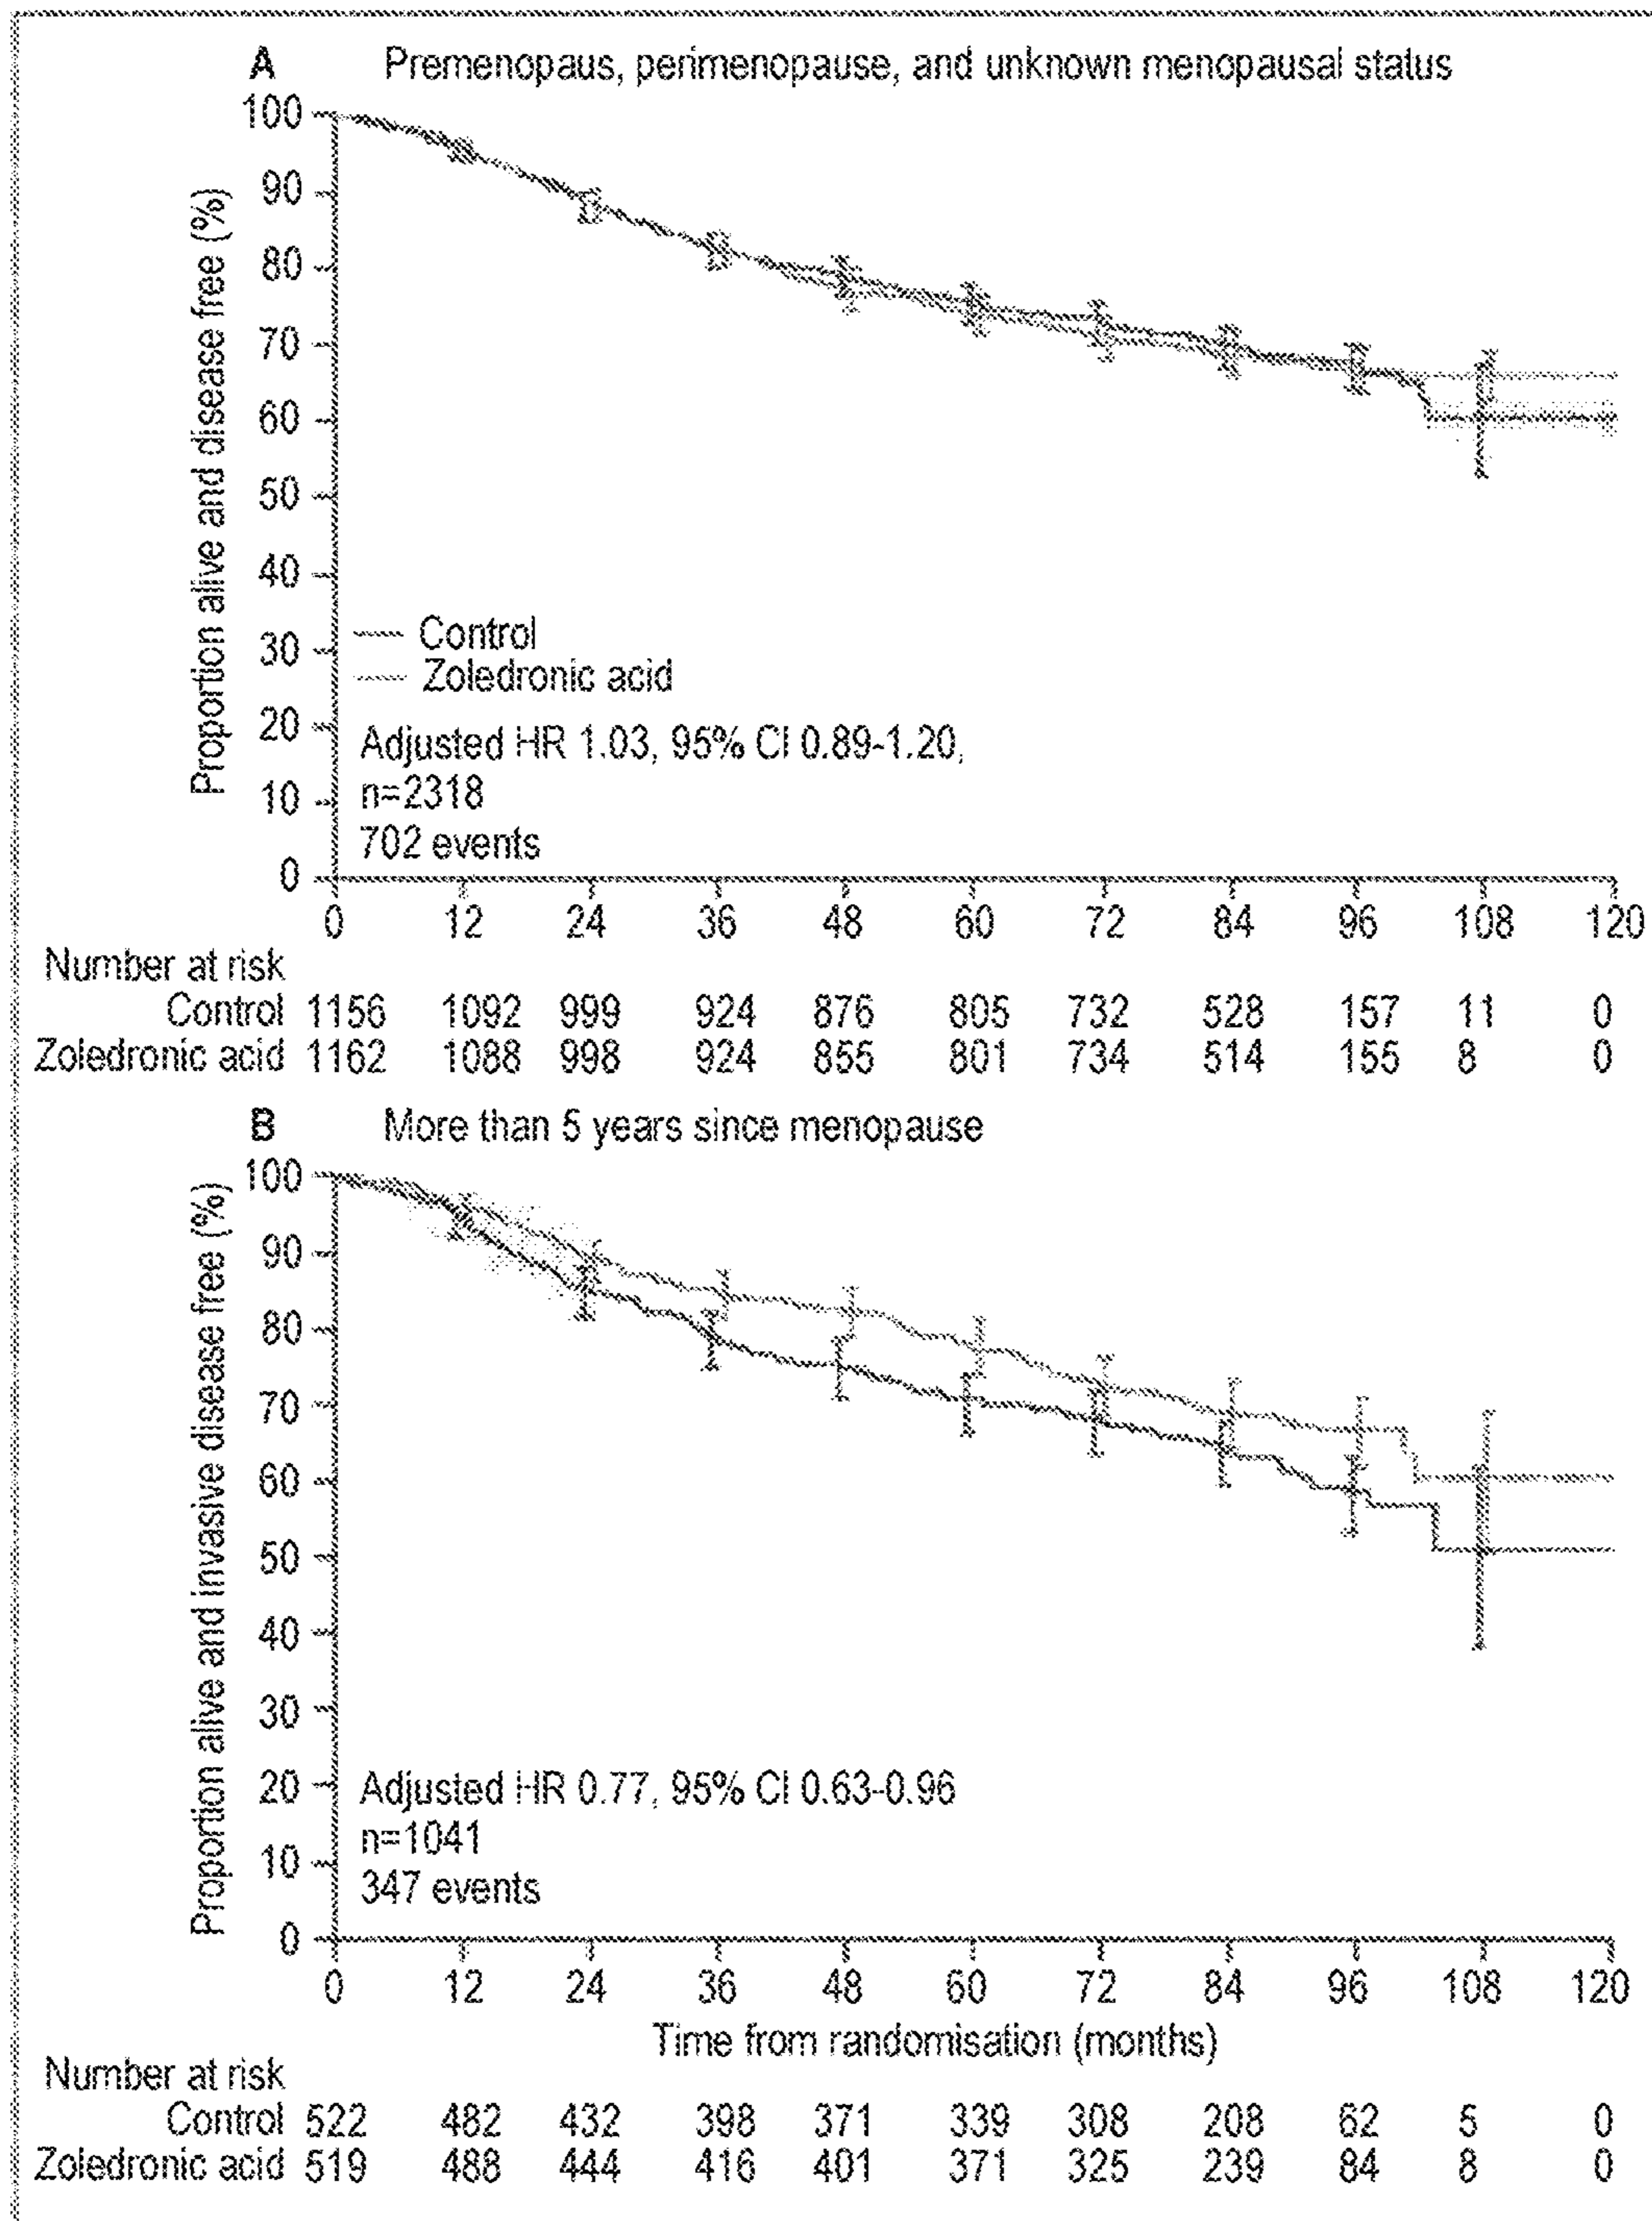 A Premenopaus, perimenopause, and unknown menopausal status
Proportion alive and disease free (%)
100
90
80
70
60
50
40
30
20
10
0
Control
Zoledronic acid
Adjusted HR 1.03, 95% CI 0.89-1.20,
n=2318
702 events
0 12 24 36 48 60 72 84 96 108 120
Number at risk
Control 1156 1092 999 924 876 805 732 528 157 11 0
Zoledronic acid 1162 1088 998 924 855 801 734 514 155 8 0
B More than 5 years since menopause
Proportion alive and invasive disease free (%)
100
90
80
70
60
50
40
30
20
10
0
Adjusted HR 0.77, 95% CI 0.63-0.96
n=1041
347 events
0 12 24 36 48 60 72 84 96 108 120
Time from randomisation (months)
Number at risk
Control 522 482 432 398 371 339 308 208 62 5 0
Zoledronic acid 519 488 444 416 401 371 325 239 84 8 0